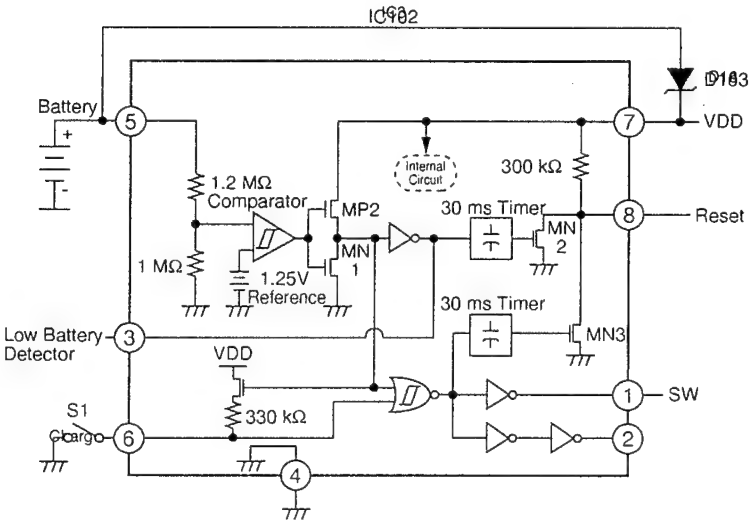 Battery
+
-
5
7
VDD
Internal
Circuit
300 kΩ
1.2 MΩ
Comparator
MP2
30 ms Timer
8
Reset
MN
1
MN
2
1 MΩ
1.25V
Reference
30 ms Timer
MN3
Low Battery
Detector
3
VDD
330 kΩ
1
SW
S1
6
2
4